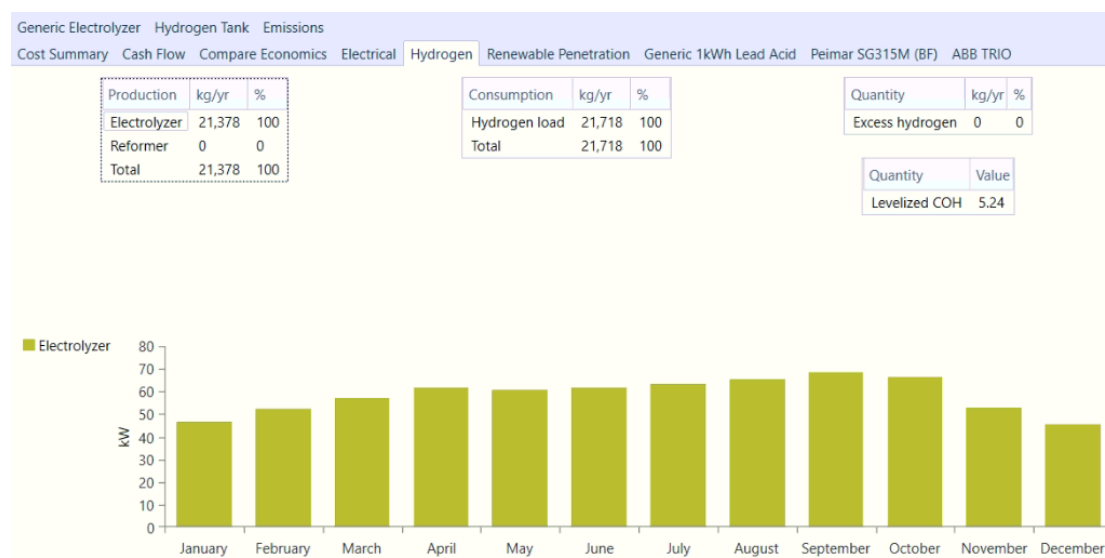 Generic Electrolyzer Hydrogen Tank Emissions
Cost Summary Cash Flow Compare Economics Electrical Hydrogen Renewable Penetration Generic 1kWh Lead Acid Peimar SG315M (BF) ABB TRIO
Production kg/yr %
Electrolyzer 21,378 100
Reformer 0 0
Total 21,378 100
Consumption kg/yr %
Hydrogen load 21,718 100
Total 21,718 100
Quantity kg/yr %
Excess hydrogen 0 0
Quantity Value
Levelized COH 5.24
Electrolyzer
80
70
60
50
40
30
20
10
0
kW
January February March April May June July August September October November December